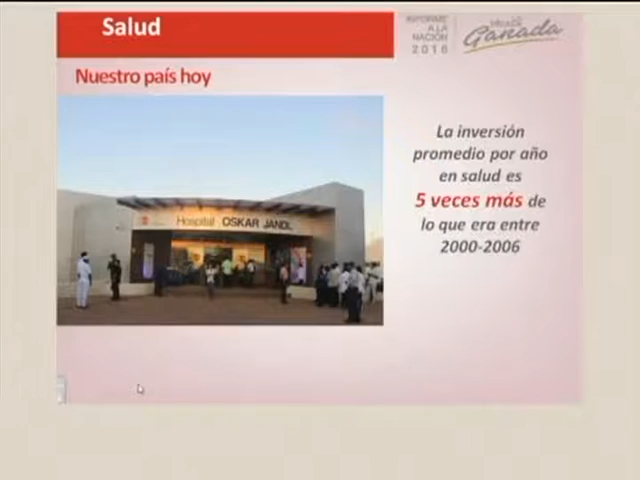 Salud
INFORME
A LA
NACIÓN
2016
Ganada
Nuestro país hoy
La inversión
promedio por año
en salud es
5 veces más de
lo que era entre
2000-2006
Hospital OSKAR JANDL